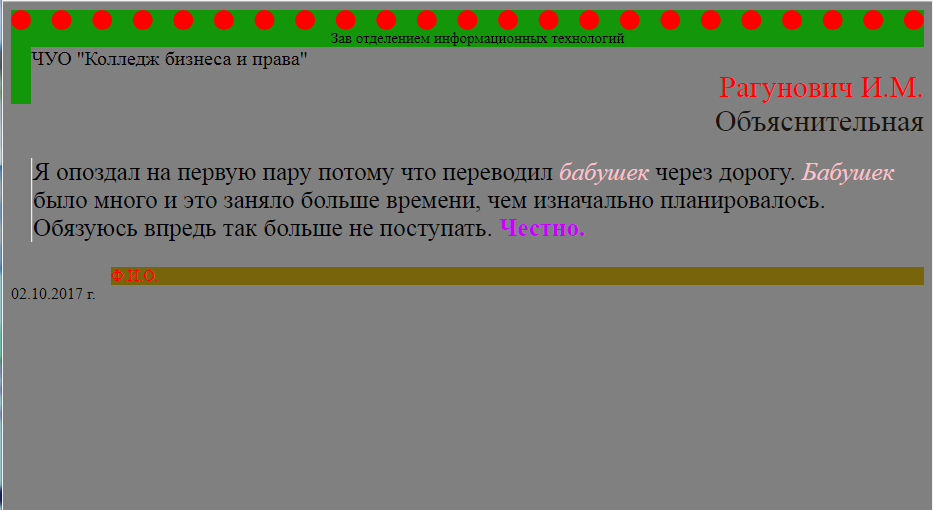 Зав отделением информационных технологий
ЧУО "Колледж бизнеса и права"
Рагунович И.М.
Объяснительная
Я опоздал на первую пару потому что переводил бабушек через дорогу. Бабушек
было много и это заняло больше времени, чем изначально планировалось.
Обязуюсь впредь так больше не поступать. Честно.
Ф.И.О.
02.10.2017 г.